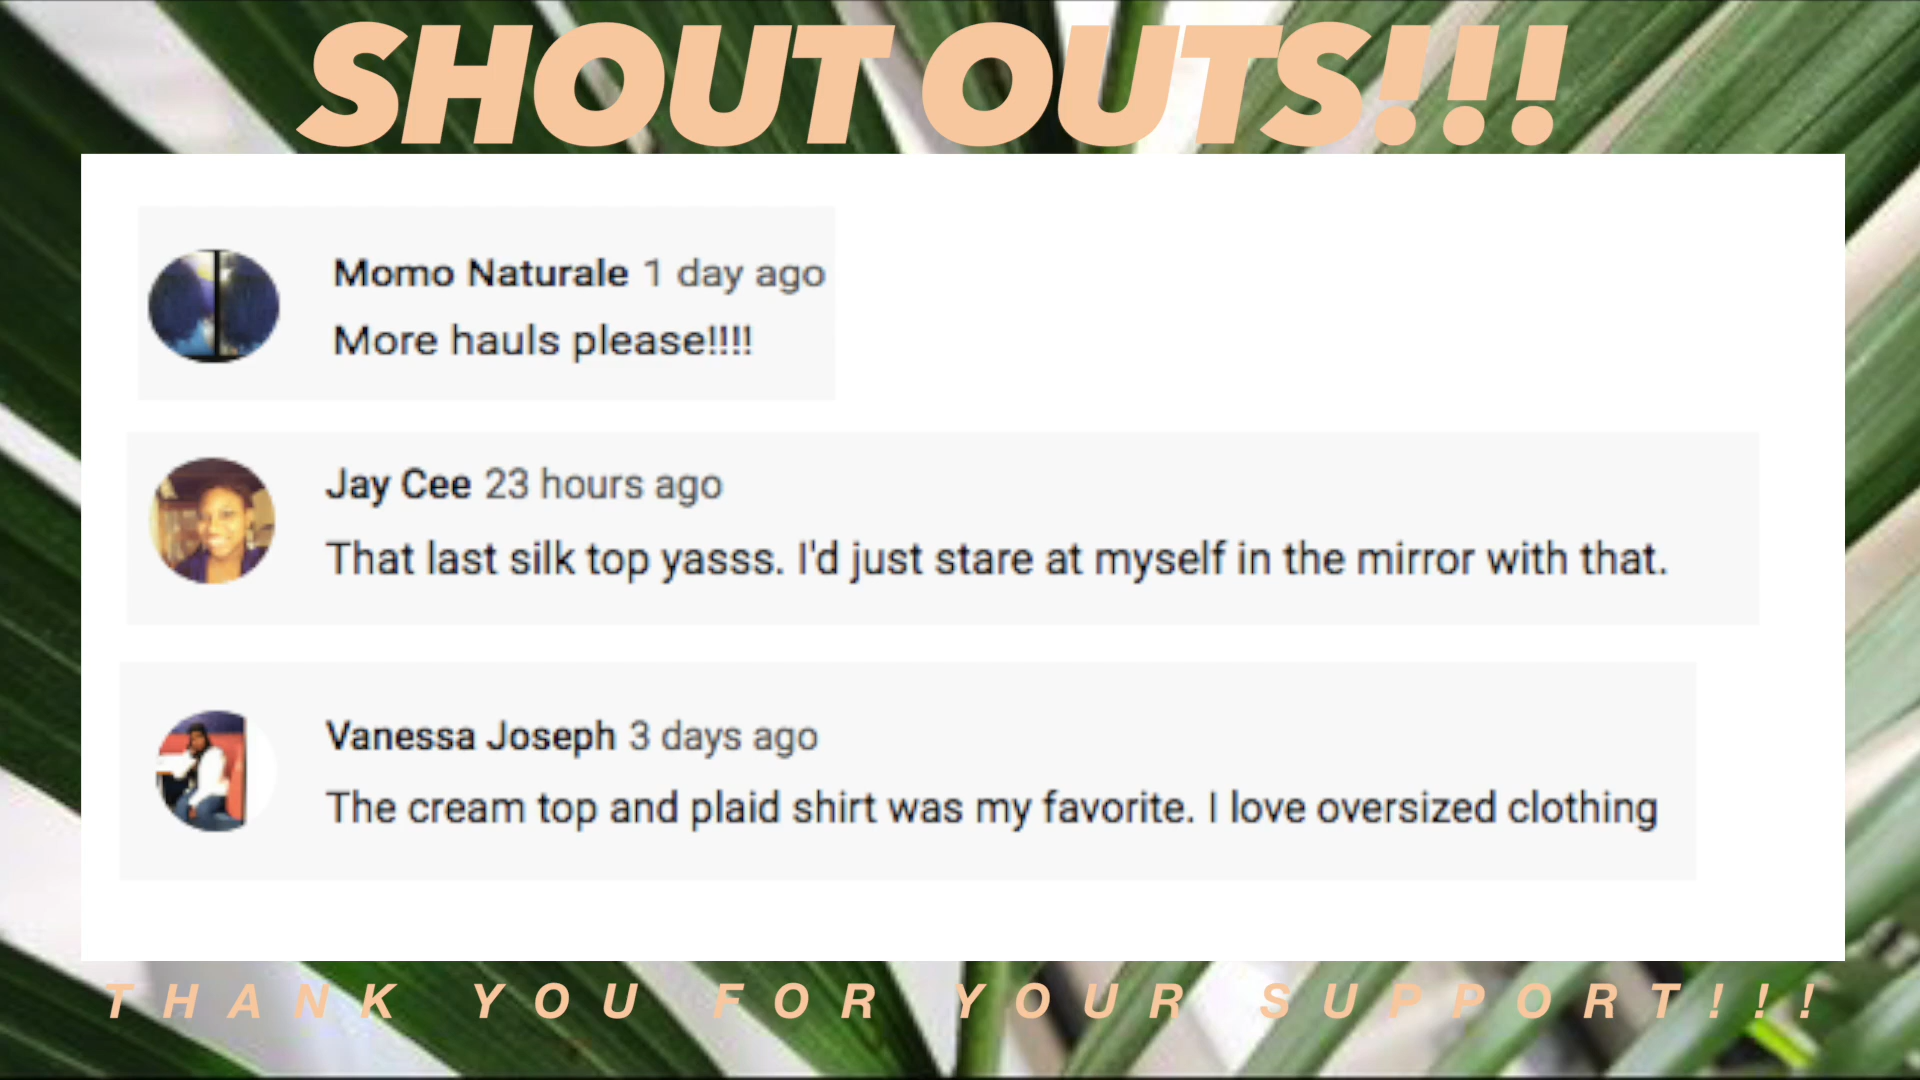 SHOUT OUTS!!!
Momo Naturale 1 day ago
More hauls please!!!!
Jay Cee 23 hours ago
That last silk top yasss. I'd just stare at myself in the mirror with that.
Vanessa Joseph 3 days ago
The cream top and plaid shirt was my favorite. I love oversized clothing
THANK YOU FOR YOUR SUPPORT!!!